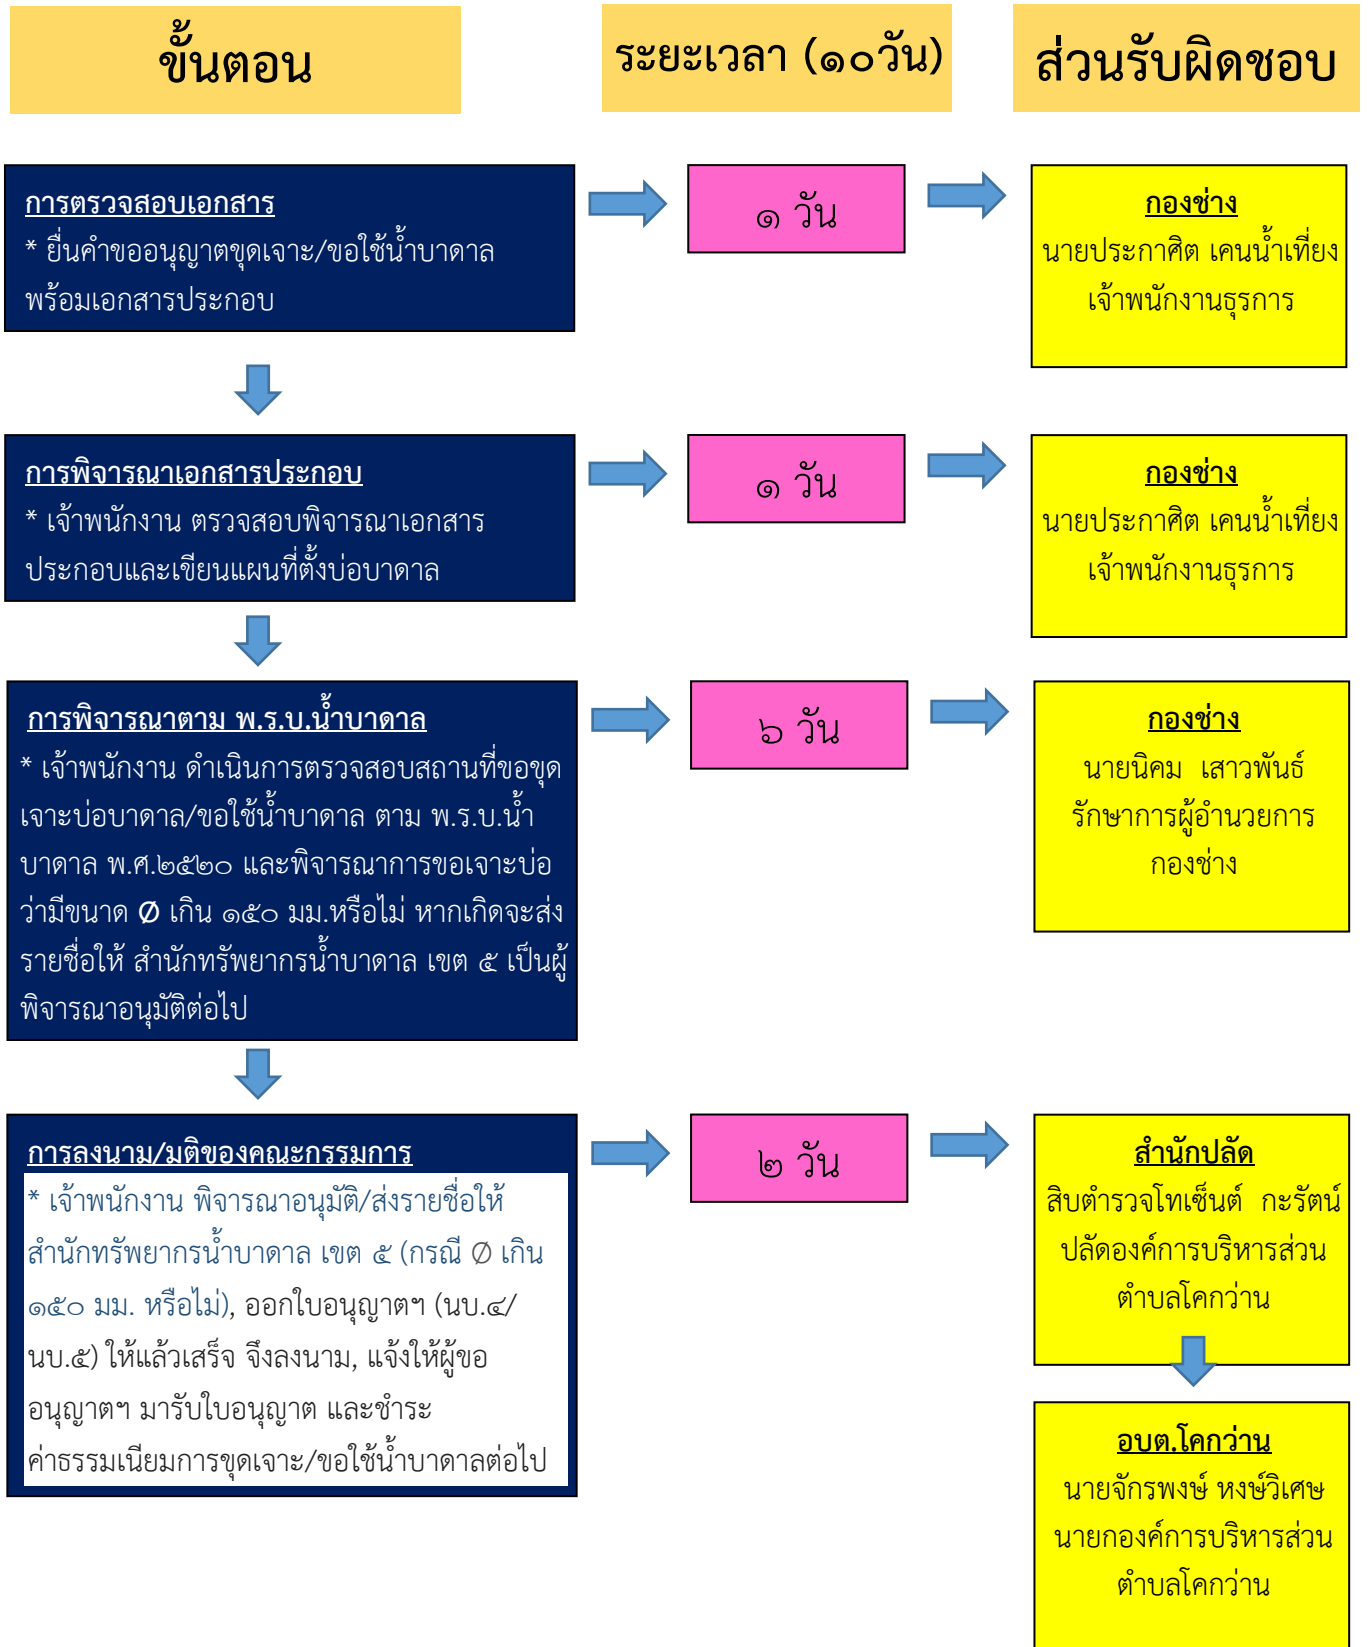 ขั้นตอน
ระยะเวลา (๑๐วัน)
ส่วนรับผิดชอบ
การตรวจสอบเอกสาร
* ยื่นคำขออนุญาตขุดเจาะ/ขอใช้น้ำบาดาล
พร้อมเอกสารประกอบ
๑ วัน
กองช่าง
นายประกาศิต เคนน้ำเที่ยง
เจ้าพนักงานธุรการ
การพิจารณาเอกสารประกอบ
* เจ้าพนักงาน ตรวจสอบพิจารณาเอกสาร
ประกอบและเขียนแผนที่ตั้งบ่อบาดาล
๑ วัน
กองช่าง
นายประกาศิต เคนน้ำเที่ยง
เจ้าพนักงานธุรการ
การพิจารณาตาม พ.ร.บ.น้ำบาดาล
* เจ้าพนักงาน ดำเนินการตรวจสอบสถานที่ขอขุด
เจาะบ่อบาดาล/ขอใช้น้ำบาดาล ตาม พ.ร.บ.น้ำ
บาดาล พ.ศ.๒๕๒๐ และพิจารณาการขอเจาะบ่อ
ว่ามีขนาด Ø เกิน ๑๕๐ มม.หรือไม่ หากเกิดจะส่ง
รายชื่อให้ สำนักทรัพยากรน้ำบาดาล เขต ๕ เป็นผู้
พิจารณาอนุมัติต่อไป
๖ วัน
กองช่าง
นายนิคม เสาวพันธ์
รักษาการผู้อำนวยการ
กองช่าง
การลงนาม/มติของคณะกรรมการ
* เจ้าพนักงาน พิจารณาอนุมัติ/ส่งรายชื่อให้
สำนักทรัพยากรน้ำบาดาล เขต ๕ (กรณี Ø เกิน
๑๕๐ มม. หรือไม่), ออกใบอนุญาตฯ (นบ.๔/
นบ.๕) ให้แล้วเสร็จ จึงลงนาม, แจ้งให้ผู้ขอ
อนุญาตฯ มารับใบอนุญาต และชำระ
ค่าธรรมเนียมการขุดเจาะ/ขอใช้น้ำบาดาลต่อไป
๒ วัน
สำนักปลัด
สิบตำรวจโทเซ็นต์ กะรัตน์
ปลัดองค์การบริหารส่วน
ตำบลโคกว่าน
อบต.โคกว่าน
นายจักรพงษ์ หงษ์วิเศษ
นายกองค์การบริหารส่วน
ตำบลโคกว่าน